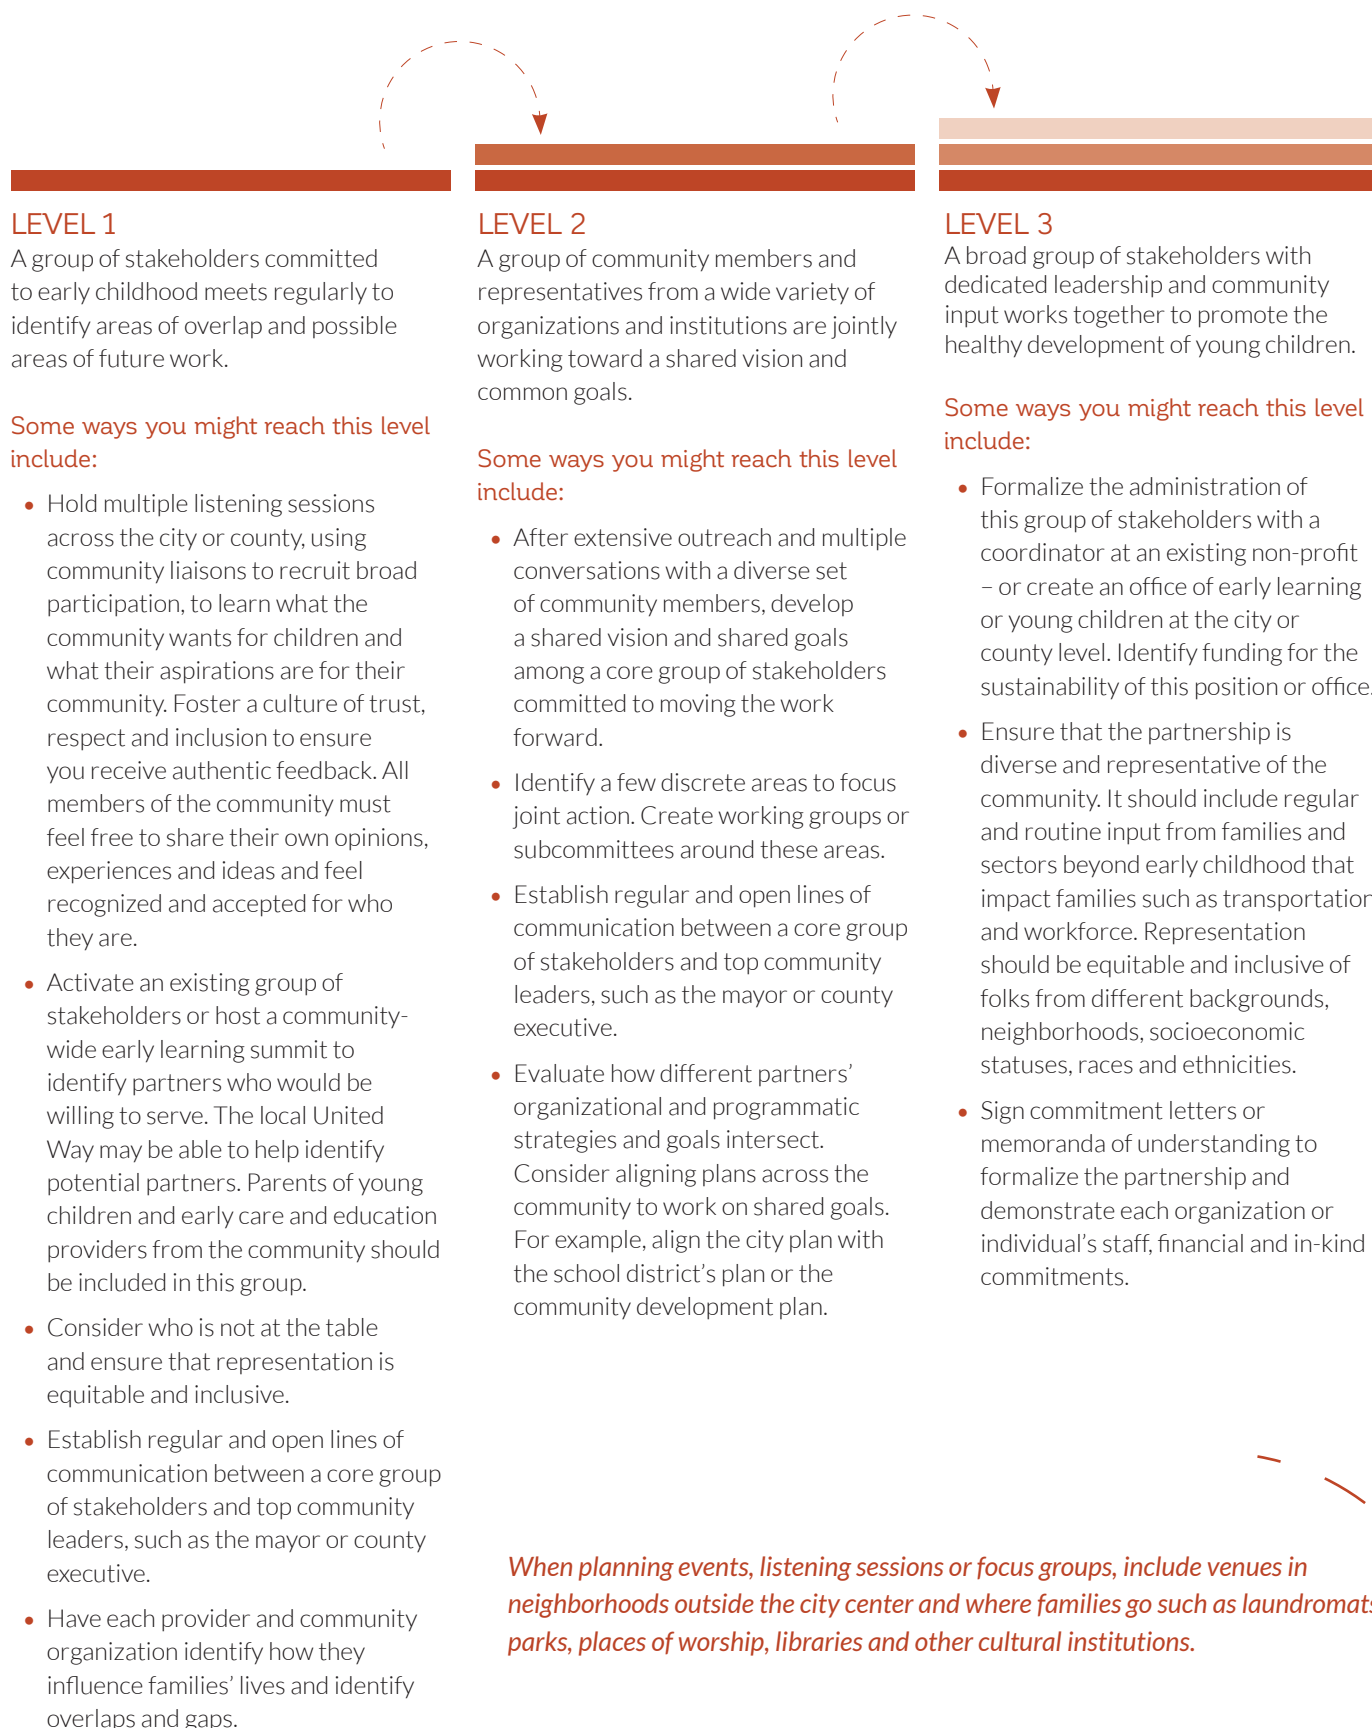 LEVEL 1
A group of stakeholders committed
to early childhood meets regularly to
identify areas of overlap and possible
areas of future work.
Some ways you might reach this level
include:
• Hold multiple listening sessions
across the city or county, using
community liaisons to recruit broad
participation, to learn what the
community wants for children and
what their aspirations are for their
community. Foster a culture of trust,
respect and inclusion to ensure
you receive authentic feedback. All
members of the community must
feel free to share their own opinions,
experiences and ideas and feel
recognized and accepted for who
they are.
• Activate an existing group of
stakeholders or host a community-
wide early learning summit to
identify partners who would be
willing to serve. The local United
Way may be able to help identify
potential partners. Parents of young
children and early care and education
providers from the community should
be included in this group.
• Consider who is not at the table
and ensure that representation is
equitable and inclusive.
• Establish regular and open lines of
communication between a core group
of stakeholders and top community
leaders, such as the mayor or county
executive.
• Have each provider and community
organization identify how they
influence families' lives and identify
overlaps and gaps.
LEVEL 2
A group of community members and
representatives from a wide variety of
organizations and institutions are jointly
working toward a shared vision and
common goals.
Some ways you might reach this level
include:
• After extensive outreach and multiple
conversations with a diverse set
of community members, develop
a shared vision and shared goals
among a core group of stakeholders
committed to moving the work
forward.
• Identify a few discrete areas to focus
joint action. Create working groups or
subcommittees around these areas.
• Establish regular and open lines of
communication between a core group
of stakeholders and top community
leaders, such as the mayor or county
executive.
• Evaluate how different partners'
organizational and programmatic
strategies and goals intersect.
Consider aligning plans across the
community to work on shared goals.
For example, align the city plan with
the school district's plan or the
community development plan.
LEVEL 3
A broad group of stakeholders with
dedicated leadership and community
input works together to promote the
healthy development of young children.
Some ways you might reach this level
include:
• Formalize the administration of
this group of stakeholders with a
coordinator at an existing non-profit
– or create an office of early learning
or young children at the city or
county level. Identify funding for the
sustainability of this position or office.
• Ensure that the partnership is
diverse and representative of the
community. It should include regular
and routine input from families and
sectors beyond early childhood that
impact families such as transportation
and workforce. Representation
should be equitable and inclusive of
folks from different backgrounds,
neighborhoods, socioeconomic
statuses, races and ethnicities.
• Sign commitment letters or
memoranda of understanding to
formalize the partnership and
demonstrate each organization or
individual's staff, financial and in-kind
commitments.
When planning events, listening sessions or focus groups, include venues in
neighborhoods outside the city center and where families go such as laundromats
parks, places of worship, libraries and other cultural institutions.